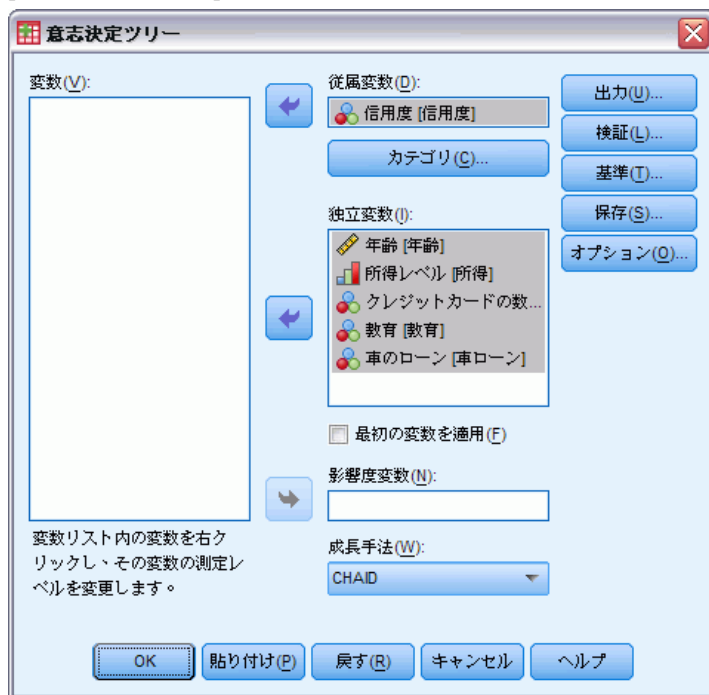 意志決定ツリー
変数(V):
従属変数(D):
信用度 [信用度]
カテゴリ(C)...
独立変数(I):
年齢 [年齢]
所得レベル [所得]
クレジットカードの数...
教育 [教育]
車のローン [車ローン]
最初の変数を適用(F)
影響度変数(N):
成長手法(W):
CHAID
変数リスト内の変数を右ク
リックし、その変数の測定レ
ベルを変更します。
出力(U)...
検証(L)...
基準(T)...
保存(S)...
オプション(O)...
OK
貼り付け(P)
戻す(R)
キャンセル
ヘルプ